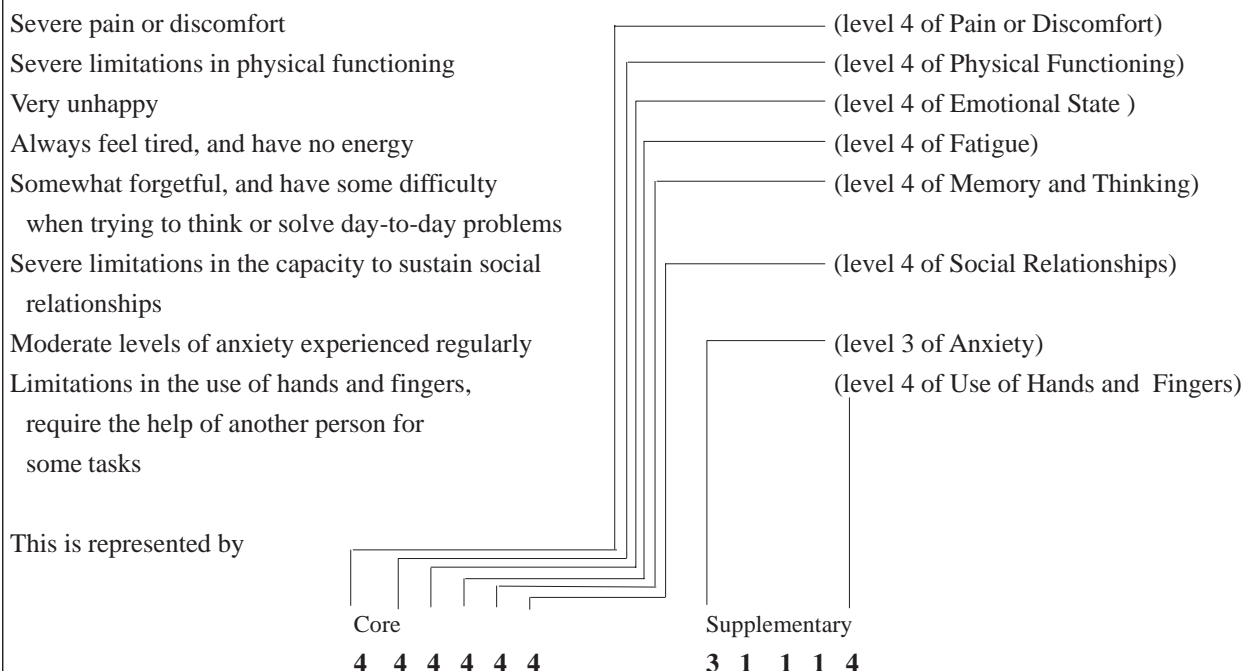 Severe pain or discomfort (level 4 of Pain or Discomfort)
Severe limitations in physical functioning (level 4 of Physical Functioning)
Very unhappy (level 4 of Emotional State )
Always feel tired, and have no energy (level 4 of Fatigue)
Somewhat forgetful, and have some difficulty (level 4 of Memory and Thinking)
when trying to think or solve day-to-day problems
Severe limitations in the capacity to sustain social (level 4 of Social Relationships)
relationships
Moderate levels of anxiety experienced regularly (level 3 of Anxiety)
Limitations in the use of hands and fingers, (level 4 of Use of Hands and Fingers)
require the help of another person for
some tasks
This is represented by
Core Supplementary
4 4 4 4 4 4 3 1 1 1 4